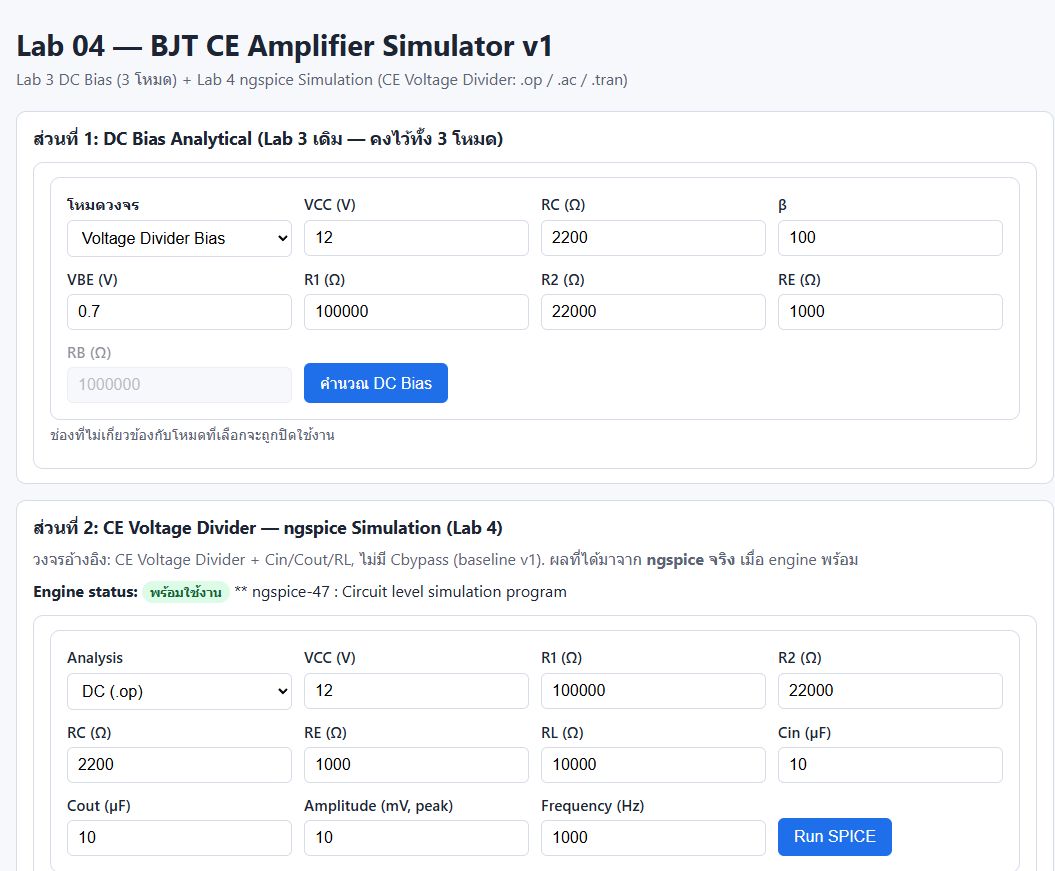 Lab 04 — BJT CE Amplifier Simulator v1
Lab 3 DC Bias (3 โหมด) + Lab 4 ngspice Simulation (CE Voltage Divider: .op / .ac / .tran)
ส่วนที่ 1: DC Bias Analytical (Lab 3 เดิม — คงไว้ทั้ง 3 โหมด)
โหมดวงจร VCC (V) RC (Ω) β
Voltage Divider Bias 12 2200 100
VBE (V) R1 (Ω) R2 (Ω) RE (Ω)
0.7 100000 22000 1000
RB (Ω)
1000000 คำนวณ DC Bias
ช่องที่ไม่เกี่ยวข้องกับโหมดที่เลือกจะถูกปิดใช้งาน
ส่วนที่ 2: CE Voltage Divider — ngspice Simulation (Lab 4)
วงจรอ้างอิง: CE Voltage Divider + Cin/Cout/RL, ไม่มี Cbypass (baseline v1). ผลที่ได้มาจาก ngspice จริง เมื่อ engine พร้อม
Engine status: พร้อมใช้งาน ** ngspice-47 : Circuit level simulation program
Analysis VCC (V) R1 (Ω) R2 (Ω)
DC (.op) 12 100000 22000
RC (Ω) RE (Ω) RL (Ω) Cin (µF)
2200 1000 10000 10
Cout (µF) Amplitude (mV, peak) Frequency (Hz)
10 10 1000 Run SPICE